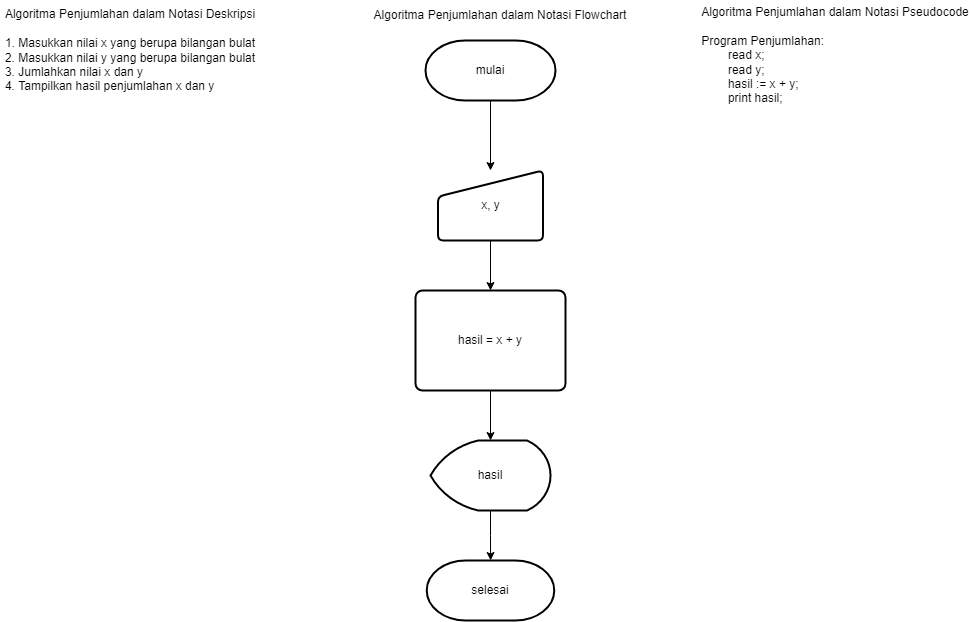 Algoritma Penjumlahan dalam Notasi Deskripsi
1. Masukkan nilai x yang berupa bilangan bulat
2. Masukkan nilai y yang berupa bilangan bulat
3. Jumlahkan nilai x dan y
4. Tampilkan hasil penjumlahan x dan y
Algoritma Penjumlahan dalam Notasi Flowchart
mulai
x, y
hasil = x + y
hasil
selesai
Algoritma Penjumlahan dalam Notasi Pseudocode
Program Penjumlahan:
read x;
read y;
hasil := x + y;
print hasil;